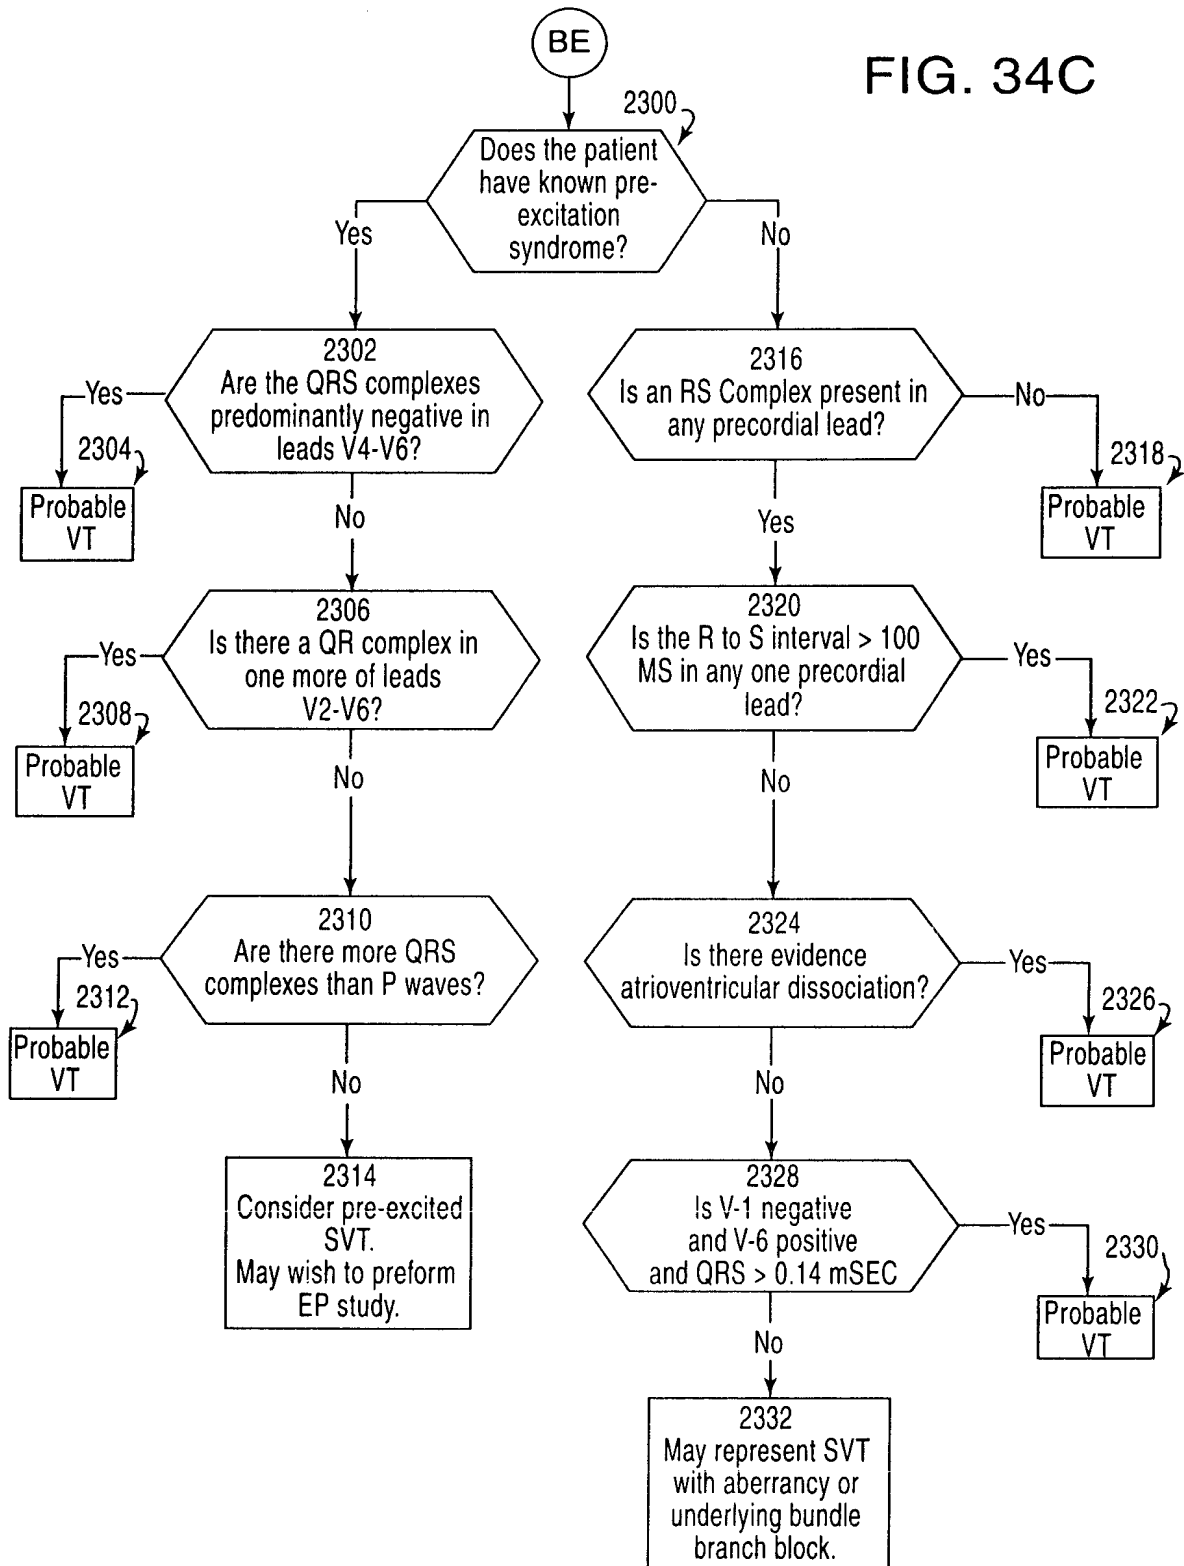 BE
FIG. 34C
2300
Does the patient
have known pre-
excitation
syndrome?
Yes
No
2302
Are the QRS complexes
predominantly negative in
leads V4-V6?
Yes
2304
Probable
VT
No
2316
Is an RS Complex present in
any precordial lead?
No
2318
Probable
VT
Yes
2306
Is there a QR complex in
one more of leads
V2-V6?
Yes
2308
Probable
VT
No
2320
Is the R to S interval > 100
MS in any one precordial
lead?
Yes
2322
Probable
VT
No
2310
Are there more QRS
complexes than P waves?
Yes
2312
Probable
VT
No
2324
Is there evidence
atrioventricular dissociation?
Yes
2326
Probable
VT
No
2314
Consider pre-excited
SVT.
May wish to preform
EP study.
2328
Is V-1 negative
and V-6 positive
and QRS > 0.14 mSEC
Yes
2330
Probable
VT
No
2332
May represent SVT
with aberrancy or
underlying bundle
branch block.